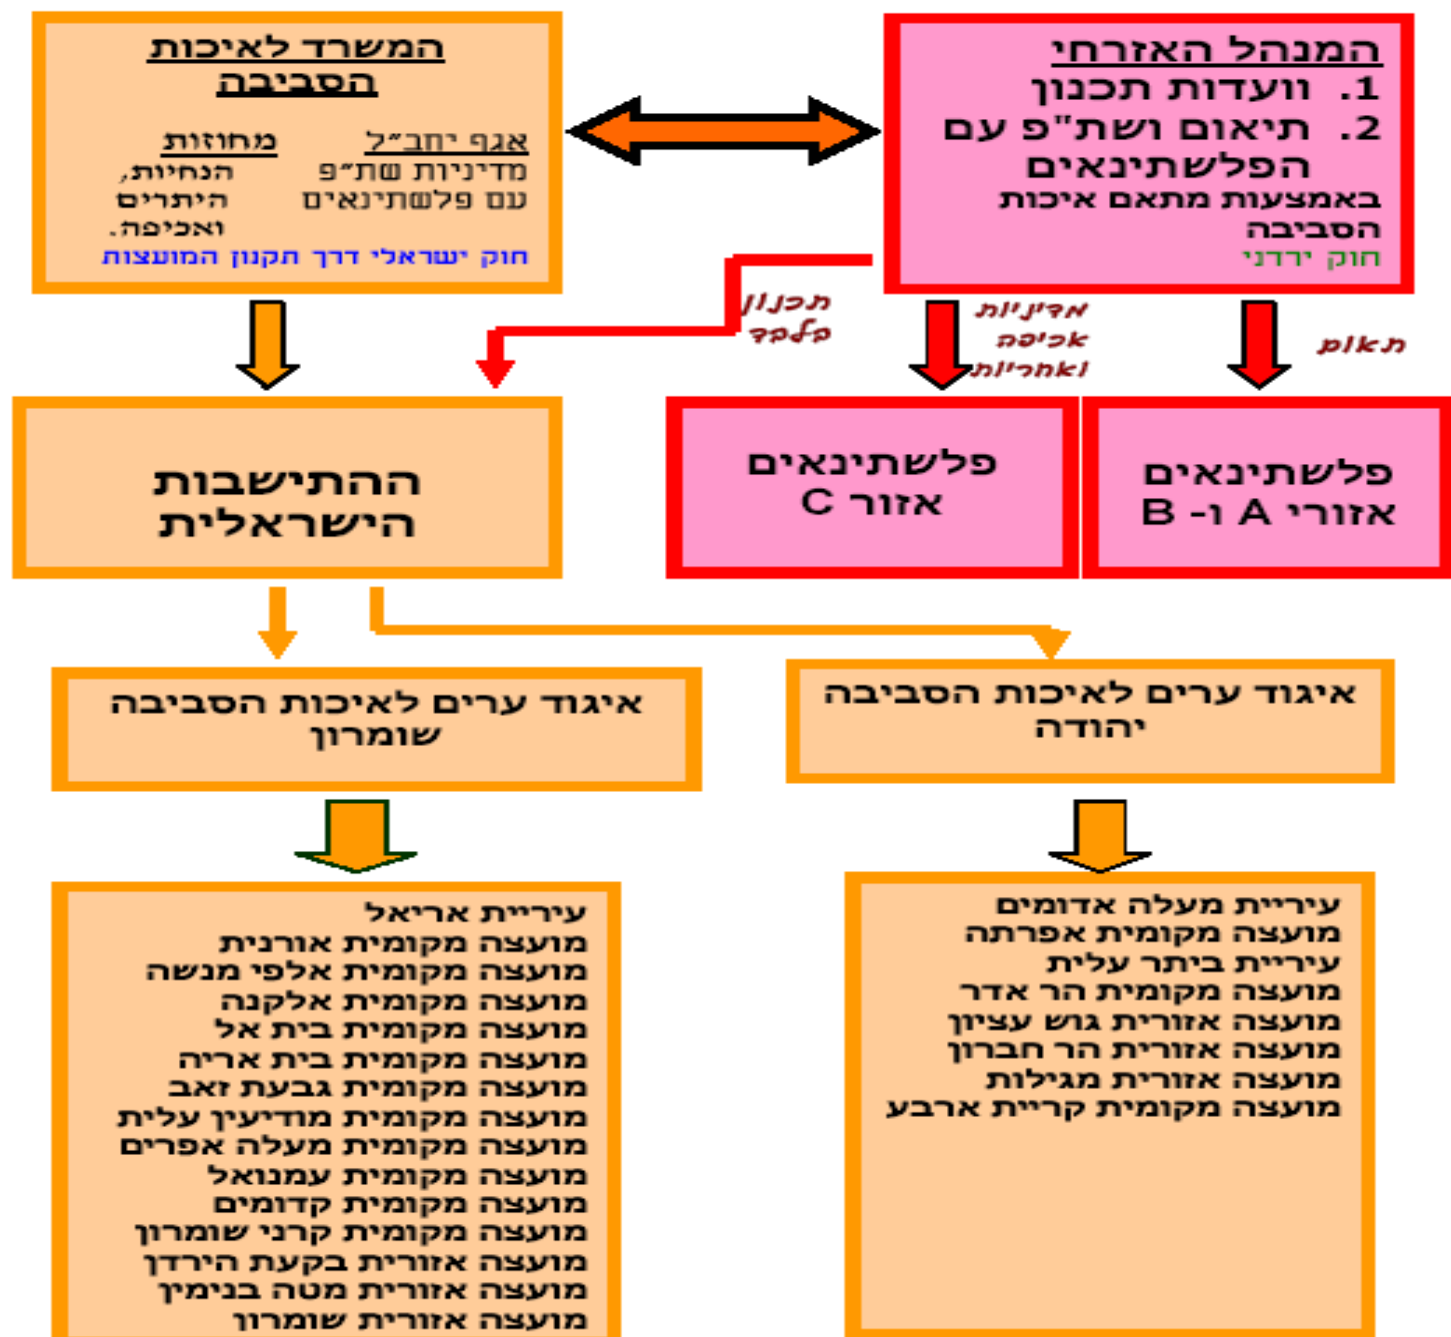 המנהל האזרחי
1. וועדות תכנון
2. תיאום ושת"פ עם
הפלשתינאים
באמצעות מתאם איכות
הסביבה
חוק ירדני
המשרד לאיכות
הסביבה
אגף יחב״ל
מדיניות שת״פ
עם פלשתינאים
מחוזות
הנחיות,
היתרים
ואכיפה.
חוק ישראלי דרך תקנון המועצות
תאום
מדיניות
אכיפה
ואחריות
תכנון
בלבד
פלשתינאים
אזורי A ו- B
פלשתינאים
אזור C
ההתישבות
הישראלית
איגוד ערים לאיכות הסביבה
יהודה
איגוד ערים לאיכות הסביבה
שומרון
עיריית מעלה אדומים
מועצה מקומית אפרתה
עיריית ביתר עלית
מועצה מקומית הר אדר
מועצה אזורית גוש עציון
מועצה אזורית הר חברון
מועצה אזורית מגילות
מועצה מקומית קריית ארבע
עיריית אריאל
מועצה מקומית אורנית
מועצה מקומית אלפי מנשה
מועצה מקומית אלקנה
מועצה מקומית בית אל
מועצה מקומית בית אריה
מועצה מקומית גבעת זאב
מועצה מקומית מודיעין עלית
מועצה מקומית מעלה אפרים
מועצה מקומית עמנואל
מועצה מקומית קדומים
מועצה מקומית קרני שומרון
מועצה אזורית בקעת הירדן
מועצה אזורית מטה בנימין
מועצה אזורית שומרון